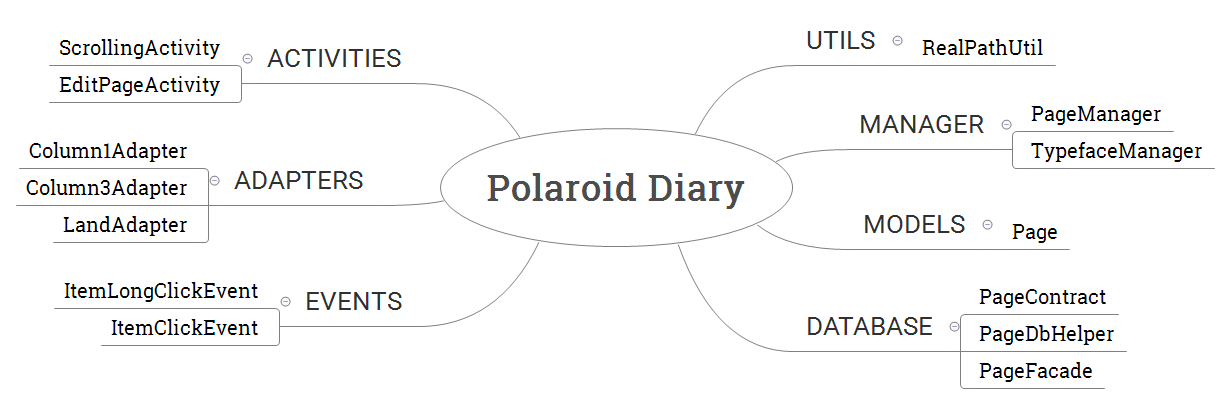 Polaroid Diary
ACTIVITIES
ScrollingActivity
EditPageActivity
ADAPTERS
Column1Adapter
Column3Adapter
LandAdapter
EVENTS
ItemLongClickEvent
ItemClickEvent
UTILS
RealPathUtil
MANAGER
PageManager
TypefaceManager
MODELS
Page
DATABASE
PageContract
PageDbHelper
PageFacade